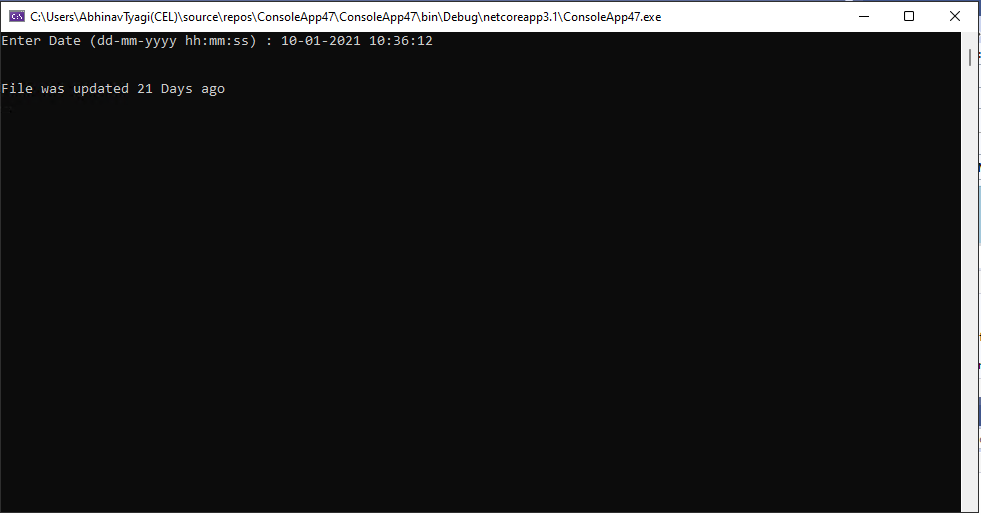 C:\Users\AbhinavTyagi(CEL)\source\repos\ConsoleApp47\ConsoleApp47\bin\Debug\netcoreapp3.1\ConsoleApp47.exe
Enter Date (dd-mm-yyyy hh:mm:ss) : 10-01-2021 10:36:12
File was updated 21 Days ago